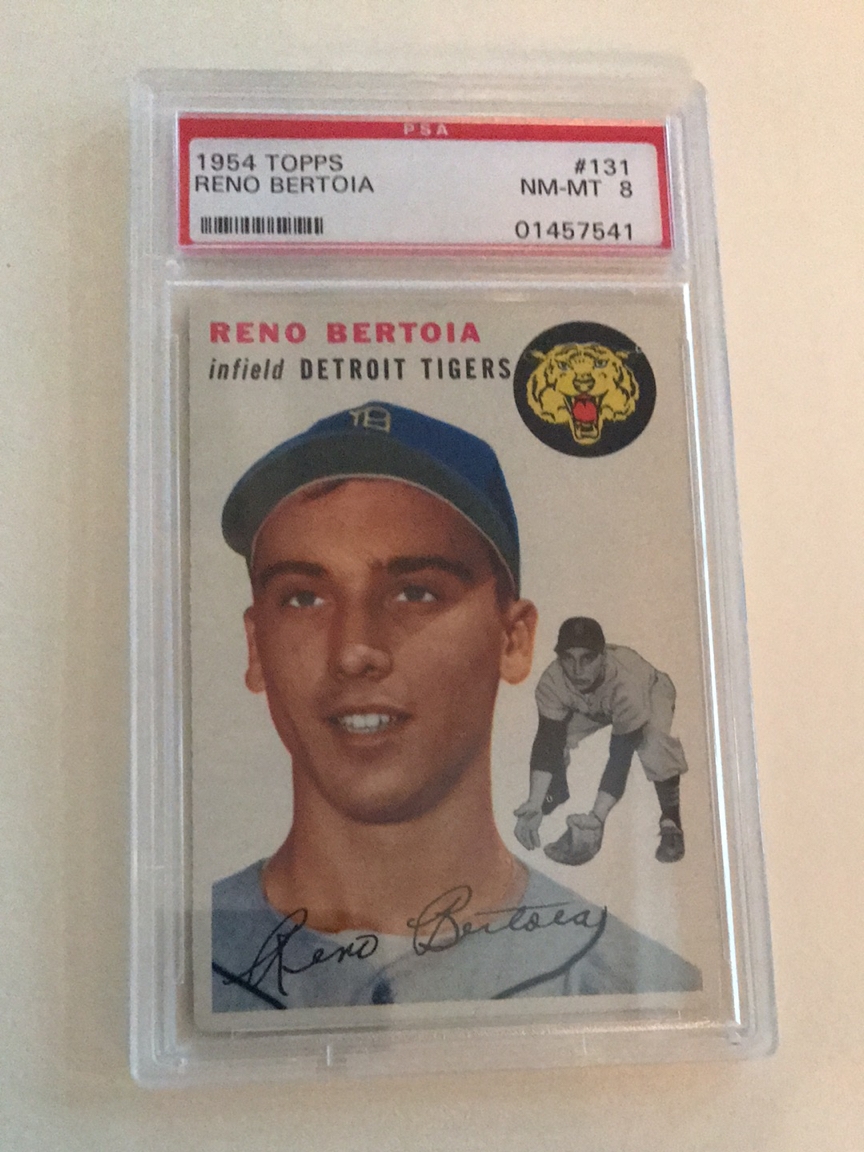 PSA
1954 TOPPS #131
RENO BERTOIA NM-MT 8
01457541
RENO BERTOIA
infield DETROIT TIGERS
D
Reno Bertoia